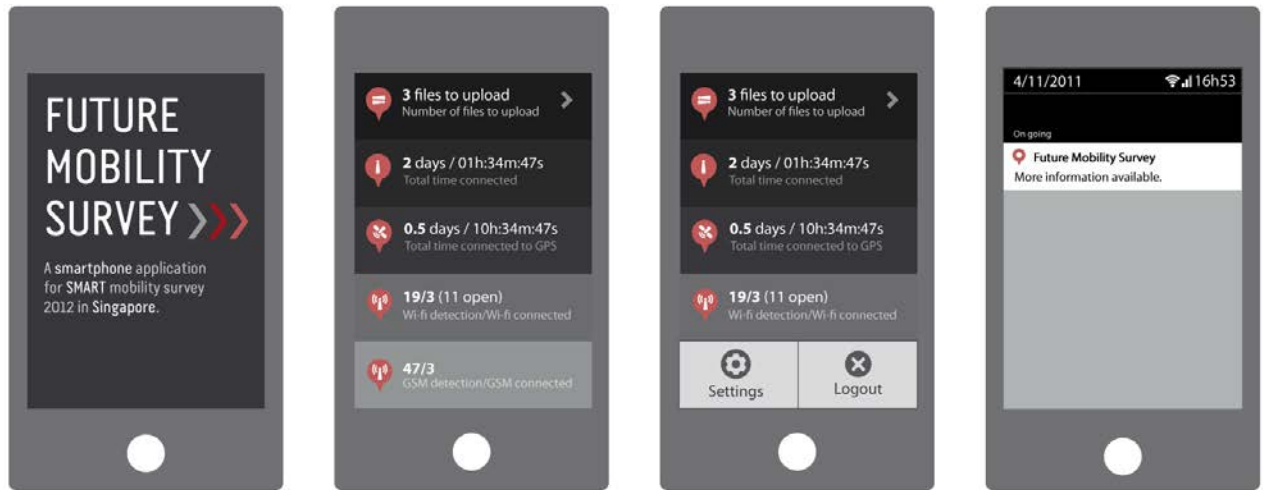 FUTURE
MOBILITY
SURVEY
A smartphone application
for SMART mobility survey
2012 in Singapore.
3 files to upload
Number of files to upload
2 days / 01h:34m:47s
Total time connected
0.5 days / 10h:34m:47s
Total time connected to GPS
19/3 (11 open)
Wi-fi detection/Wi-fi connected
47/3
GSM detection/GSM connected
3 files to upload
Number of files to upload
2 days / 01h:34m:47s
Total time connected
0.5 days / 10h:34m:47s
Total time connected to GPS
19/3 (11 open)
Wi-fi detection/Wi-fi connected
Settings
Logout
4/11/2011
16h53
On going
Future Mobility Survey
More information available.